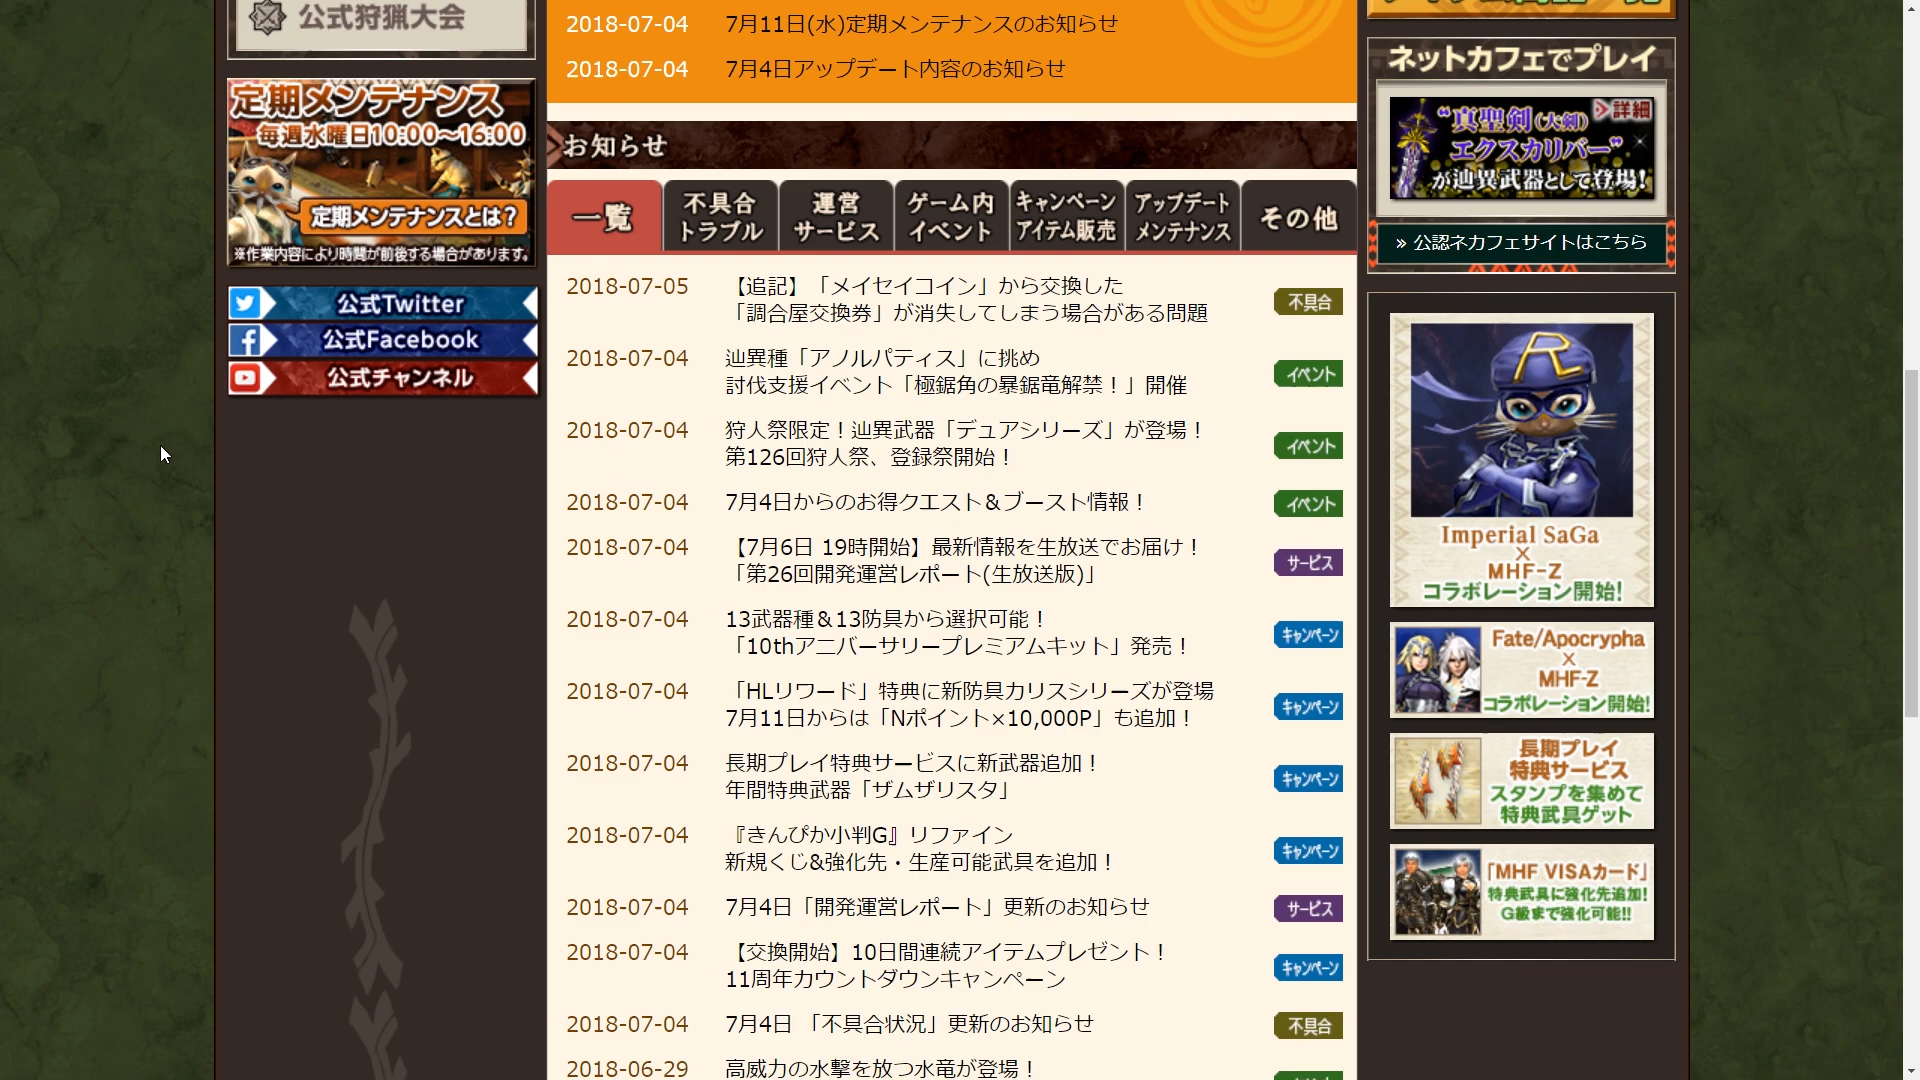 公式狩猟大会
定期メンテナンス
毎週水曜日10:00～16:00
定期メンテナンスとは?
※作業内容により時間が前後する場合があります。
公式Twitter
公式Facebook
公式チャンネル
2018-07-04 7月11日(水)定期メンテナンスのお知らせ
2018-07-04 7月4日アップデート内容のお知らせ
お知らせ
一覧
不具合
トラブル
運営
サービス
ゲーム内
イベント
キャンペーン
アイテム販売
アップデート
メンテナンス
その他
2018-07-05 【追記】「メイセイコイン」から交換した
「調合屋交換券」が消失してしまう場合がある問題
不具合
2018-07-04 辿異種「アノルパティス」に挑め
討伐支援イベント「極鋸角の暴鋸竜解禁！」開催
イベント
2018-07-04 狩人祭限定！辿異武器「デュアシリーズ」が登場！
第126回狩人祭、登録祭開始！
イベント
2018-07-04 7月4日からのお得クエスト＆ブースト情報！
イベント
2018-07-04 【7月6日 19時開始】最新情報を生放送でお届け！
「第26回開発運営レポート(生放送版)」
サービス
2018-07-04 13武器種＆13防具から選択可能！
「10thアニバーサリープレミアムキット」発売！
キャンペーン
2018-07-04 「HLリワード」特典に新防具カリスシリーズが登場
7月11日からは「Nポイント×10,000P」も追加！
キャンペーン
2018-07-04 長期プレイ特典サービスに新武器追加！
年間特典武器「ザムザリスタ」
キャンペーン
2018-07-04 『きんぴか小判G』リファイン
新規くじ&強化先・生産可能武具を追加！
キャンペーン
2018-07-04 7月4日「開発運営レポート」更新のお知らせ
サービス
2018-07-04 【交換開始】10日間連続アイテムプレゼント！
11周年カウントダウンキャンペーン
キャンペーン
2018-07-04 7月4日 「不具合状況」更新のお知らせ
不具合
2018-06-29 高威力の水撃を放つ水竜が登場！
ネットカフェでプレイ
詳細
“真聖剣(大剣)
エクスカリバー”
が辿異武器として登場!
» 公認ネカフェサイトはこちら
R
Imperial SaGa
×
MHF-Z
コラボレーション開始!
Fate/Apocrypha
×
MHF-Z
コラボレーション開始!
長期プレイ
特典サービス
スタンプを集めて
特典武具ゲット
「MHF VISAカード」
特典武具に強化先追加!
G級まで強化可能!!